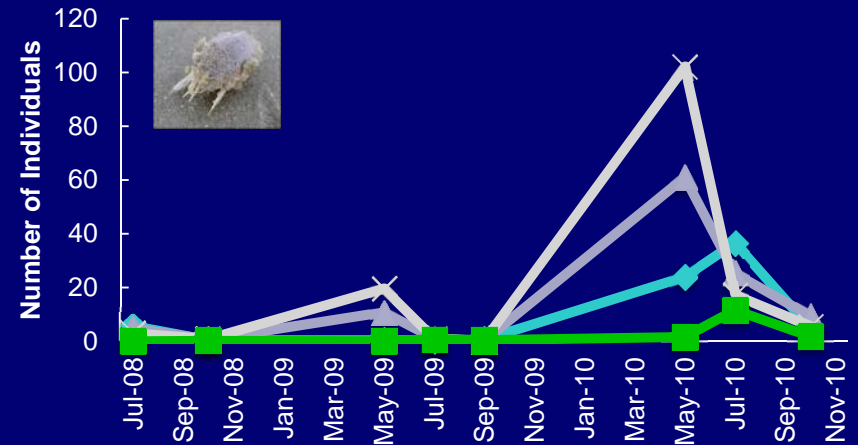 120
100
80
60
40
20
0
Number of Individuals
Jul-08
Sep-08
Nov-08
Jan-09
Mar-09
May-09
Jul-09
Sep-09
Nov-09
Jan-10
Mar-10
May-10
Jul-10
Sep-10
Nov-10